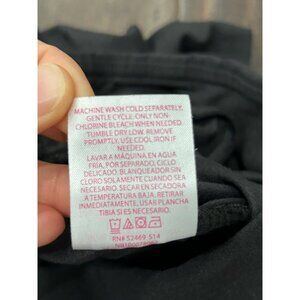 MACHINE WASH COLD SEPARATELY,
GENTLE CYCLE. ONLY NON-
CHLORINE BLEACH WHEN NEEDED.
TUMBLE DRY LOW. REMOVE
PROMPTLY, USE COOL IRON IF
NEEDED.
LAVAR A MÁQUINA EN AGUA
FRÍA, POR SEPARADO, CICLO
DELICADO. BLANQUEADOR SIN
CLORO SOLAMENTE CUANDO SEA
NECESARIO. SECAR EN SECADORA
A TEMPERATURA BAJA. RETIRAR
INMEDIATAMENTE. USAR PLANCHA
TIBIA SI ES NECESARIO.
RN# 52469-514